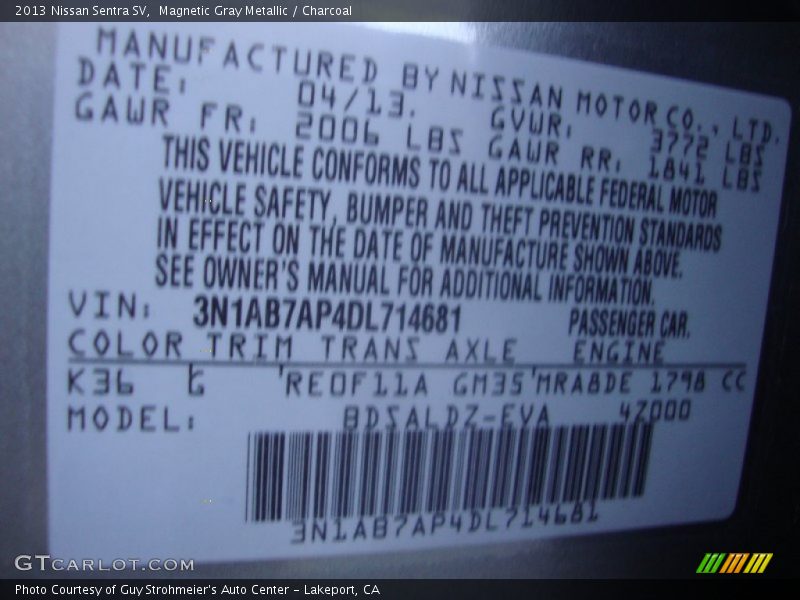 2013 Nissan Sentra SV,  Magnetic Gray Metallic / Charcoal
MANUFACTURED BY NISSAN MOTOR CO., LTD.
DATE: 04/13. GVWR: 3772 LBS
GAWR FR: 2006 LBS GAWR RR: 1841 LBS
THIS VEHICLE CONFORMS TO ALL APPLICABLE FEDERAL MOTOR
VEHICLE SAFETY, BUMPER AND THEFT PREVENTION STANDARDS
IN EFFECT ON THE DATE OF MANUFACTURE SHOWN ABOVE.
SEE OWNER'S MANUAL FOR ADDITIONAL INFORMATION.
VIN: 3N1AB7AP4DL714681 PASSENGER CAR.
COLOR TRIM TRANS AXLE ENGINE
K36 G 'RE0F11A GM35'MRA8DE 1798 CC
MODEL: BDSALDZ-EVA 4Z000
3N1AB7AP4DL714681
GTCARLOT.COM
Photo Courtesy of Guy Strohmeier's Auto Center - Lakeport, CA